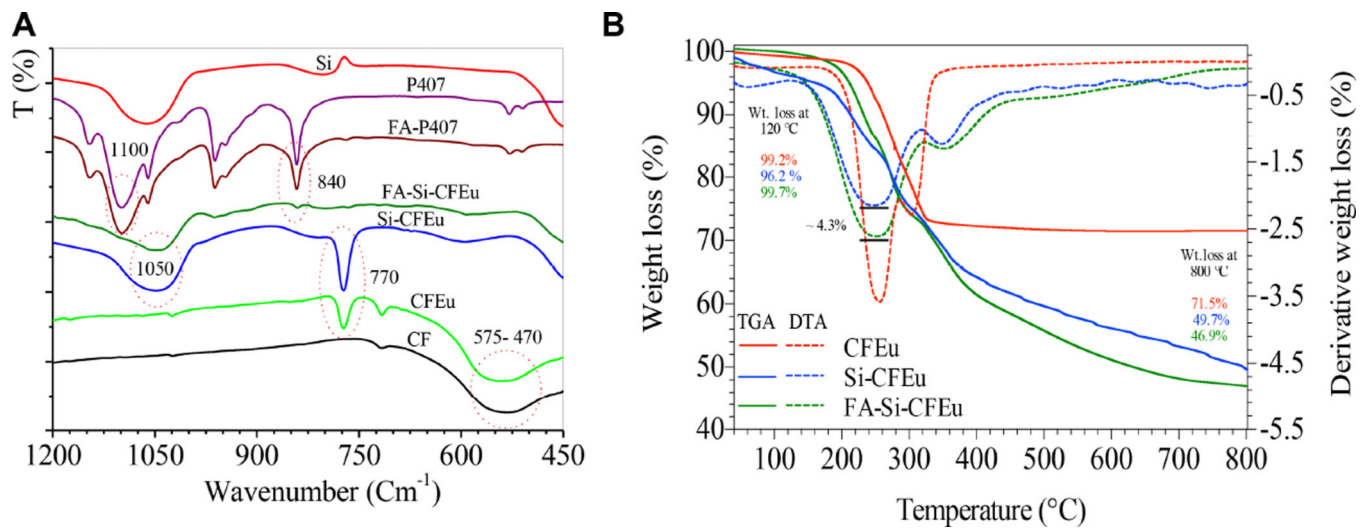 A
T (%)
Si
P407
1100
FA-P407
840
FA-Si-CFEu
Si-CFEu
1050
770
CFEu
575- 470
CF
1200
1050
900
750
600
450
Wavenumber (Cm⁻¹)
B
Weight loss (%)
100
90
80
70
60
50
40
Wt. loss at
120 °C
99.2%
96.2 %
99.7%
~ 4.3%
Wt.loss at
800 °C
71.5%
49.7%
46.9%
TGA DTA
CFEu
Si-CFEu
FA-Si-CFEu
100 200 300 400 500 600 700 800
Temperature (°C)
-0.5
-1.5
-2.5
-3.5
-4.5
-5.5
Derivative weight loss (%)